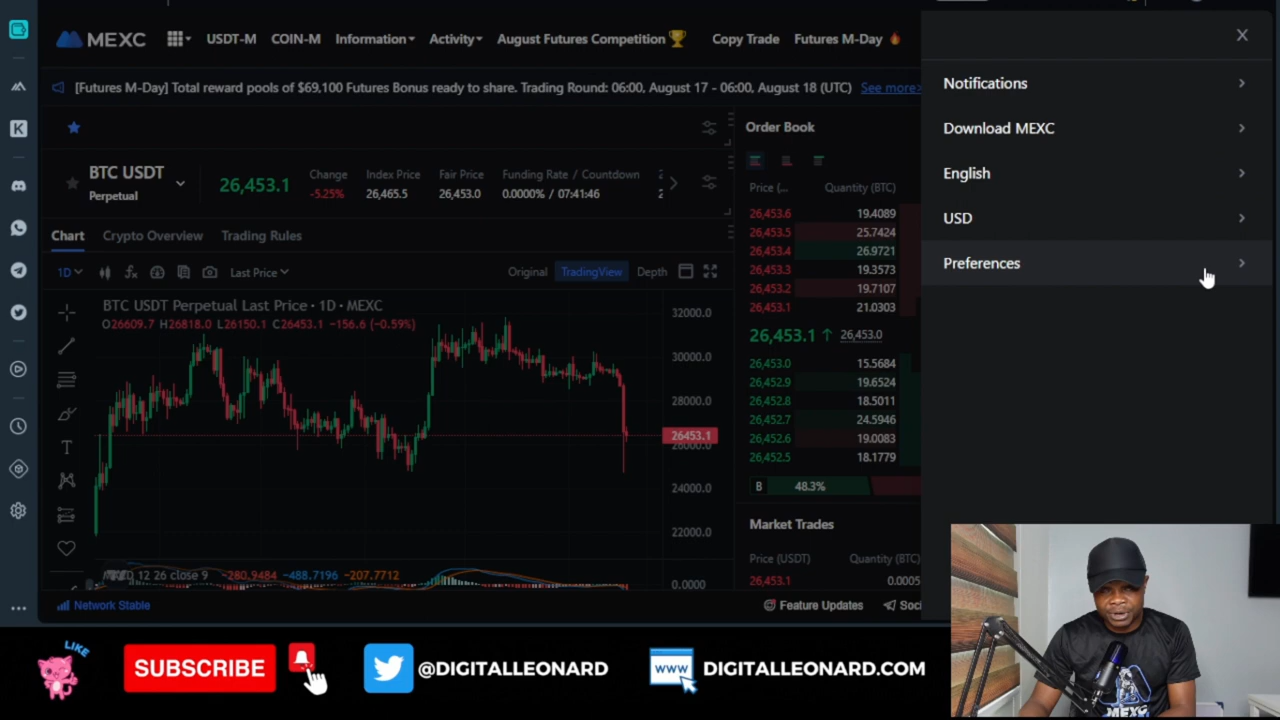 MEXC
USDT-M COIN-M Information Activity August Futures Competition Copy Trade Futures M-Day
[Futures M-Day] Total reward pools of $69,100 Futures Bonus ready to share. Trading Round: 06:00, August 17 - 06:00, August 18 (UTC) See more>
BTC USDT
Perpetual
26,453.1
Change
-5.25%
Index Price
26,465.5
Fair Price
26,453.0
Funding Rate / Countdown
0.0000% / 07:41:46
Chart Crypto Overview Trading Rules
1D Last Price Original TradingView Depth
BTC USDT Perpetual Last Price · 1D · MEXC
O26609.7 H26818.0 L26150.1 C26453.1 -156.6 (-0.59%)
32000.0
30000.0
28000.0
26453.1
26000.0
24000.0
22000.0
12 26 close 9 -280.9484 -488.7196 -207.7712
0.0000
Network Stable
Feature Updates
Order Book
Price (... Quantity (BTC)
26,453.6 19.4089
26,453.5 25.7424
26,453.4 26.9721
26,453.3 19.3573
26,453.2 19.7107
26,453.1 21.0303
26,453.1 ↑ 26,453.0
26,453.0 15.5684
26,452.9 19.6524
26,452.8 18.5011
26,452.7 24.5946
26,452.6 19.0083
26,452.5 18.1779
B 48.3%
Market Trades
Price (USDT) Quantity (BTC)
26,453.1 0.0005
Notifications
Download MEXC
English
USD
Preferences
LIKE
SUBSCRIBE
@DIGITALLEONARD
WWW
DIGITALLEONARD.COM
MEXC